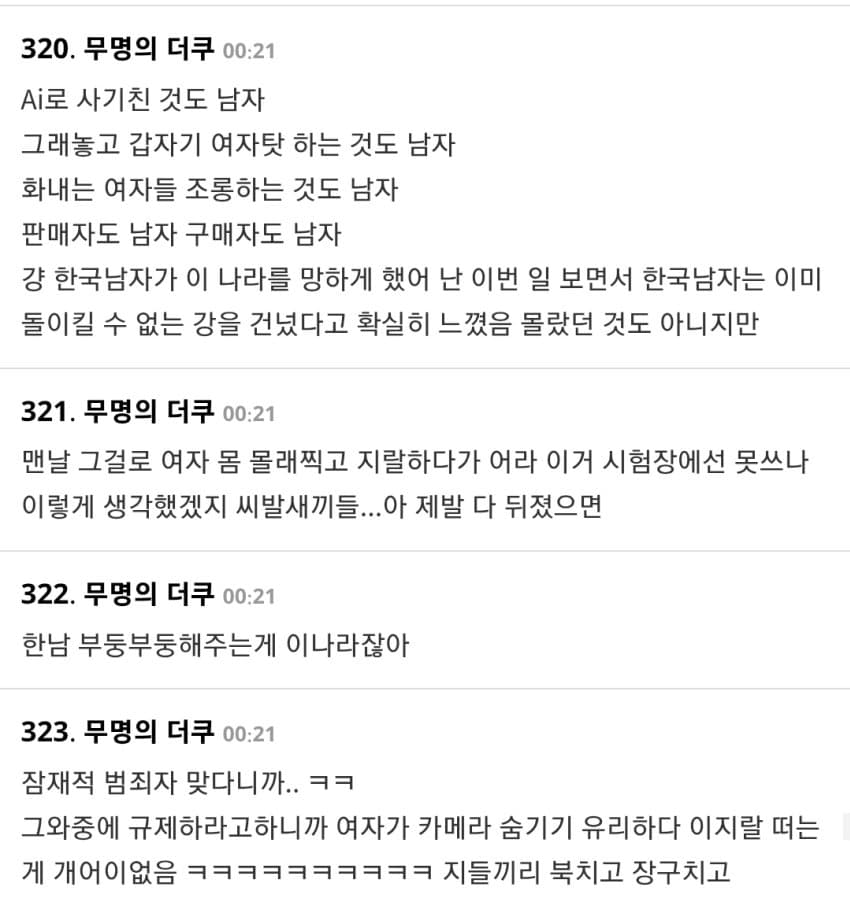 320. 무명의 더쿠 00:21
Ai로 사기친 것도 남자
그래놓고 갑자기 여자탓 하는 것도 남자
화내는 여자들 조롱하는 것도 남자
판매자도 남자 구매자도 남자
걍 한국남자가 이 나라를 망하게 했어 난 이번 일 보면서 한국남자는 이미
돌이킬 수 없는 강을 건넜다고 확실히 느꼈음 몰랐던 것도 아니지만
321. 무명의 더쿠 00:21
맨날 그걸로 여자 몸 몰래찍고 지랄하다가 어라 이거 시험장에선 못쓰나
이렇게 생각했겠지 씨발새끼들...아 제발 다 뒤졌으면
322. 무명의 더쿠 00:21
한남 부둥부둥해주는게 이나라잖아
323. 무명의 더쿠 00:21
잠재적 범죄자 맞다니까.. ㅋㅋ
그와중에 규제하라고하니까 여자가 카메라 숨기기 유리하다 이지랄 떠는
게 개어이없음 ㅋㅋㅋㅋㅋㅋㅋㅋㅋㅋ 지들끼리 북치고 장구치고